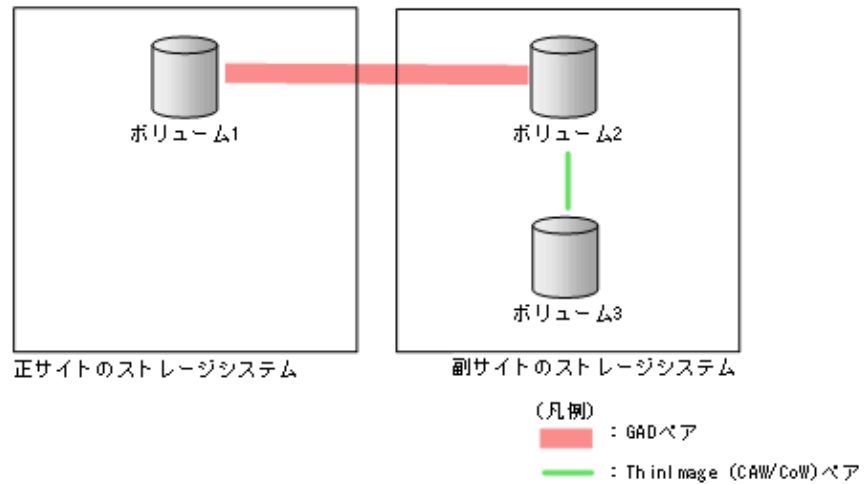 ボリューム1
ボリューム2
ボリューム3
正サイトのストレージシステム
副サイトのストレージシステム
(凡例)
：GADペア
：ThinImage (CAW/CoW)ペア